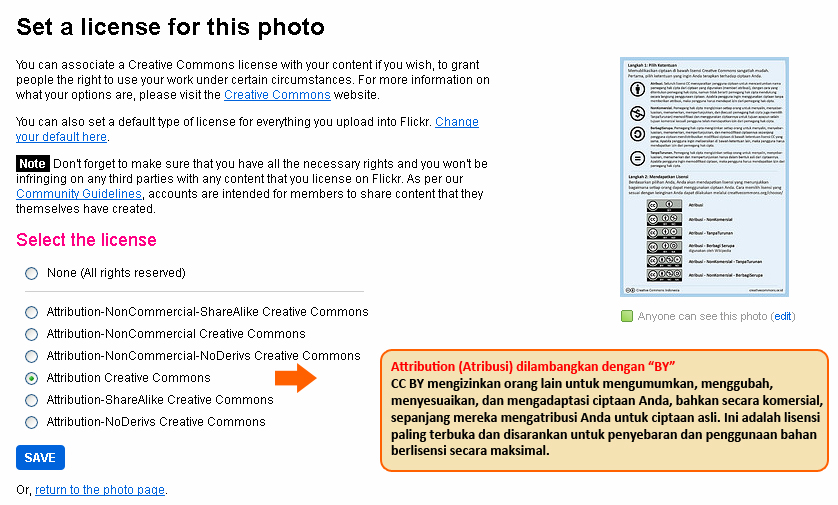 Set a license for this photo
You can associate a Creative Commons license with your content if you wish, to grant
people the right to use your work under certain circumstances. For more information on
what your options are, please visit the Creative Commons website.
You can also set a default type of license for everything you upload into Flickr. Change
your default here.
Note Don't forget to make sure that you have all the necessary rights and you won't be
infringing on any third parties with any content that you license on Flickr. As per our
Community Guidelines, accounts are intended for members to share content that they
themselves have created.
Select the license
None (All rights reserved)
Attribution-NonCommercial-ShareAlike Creative Commons
Attribution-NonCommercial Creative Commons
Attribution-NonCommercial-NoDerivs Creative Commons
Attribution Creative Commons
Attribution-ShareAlike Creative Commons
Attribution-NoDerivs Creative Commons
SAVE
Or, return to the photo page.
Langkah 1: Pilih Ketentuan
Langkah 2: Mendapatkan Lisensi
Atribusi
Atribusi - NonKomersial
Atribusi - TanpaTurunan
Atribusi - Berbagi Serupa
digunakan oleh Wikipedia
Atribusi - NonKomersial - TanpaTurunan
Atribusi - NonKomersial - BerbagiSerupa
Creative Commons Indonesia
creativecommons.or.id
Anyone can see this photo (edit)
Attribution (Atribusi) dilambangkan dengan “BY”
CC BY mengizinkan orang lain untuk mengumumkan, menggubah,
menyesuaikan, dan mengadaptasi ciptaan Anda, bahkan secara komersial,
sepanjang mereka mengatribusi Anda untuk ciptaan asli. Ini adalah lisensi
paling terbuka dan disarankan untuk penyebaran dan penggunaan bahan
berlisensi secara maksimal.